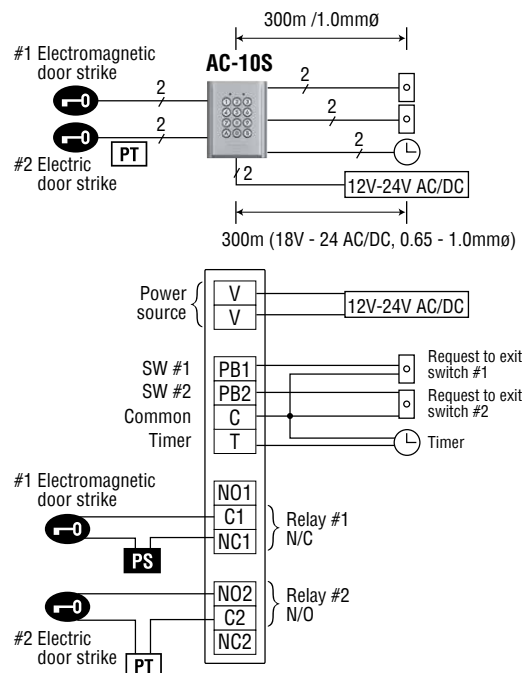 300m /1.0mmø
#1 Electromagnetic
door strike
AC-10S
2
2
2
2
PT
2
#2 Electric
door strike
2
2
12V-24V AC/DC
300m (18V - 24 AC/DC, 0.65 - 1.0mmø)
Power
source
V
V
12V-24V AC/DC
SW #1
PB1
Request to exit
switch #1
SW #2
PB2
Request to exit
switch #2
Common
C
Timer
T
Timer
#1 Electromagnetic
door strike
NO1
C1
NC1
Relay #1
N/C
PS
NO2
C2
NC2
Relay #2
N/O
#2 Electric
door strike
PT